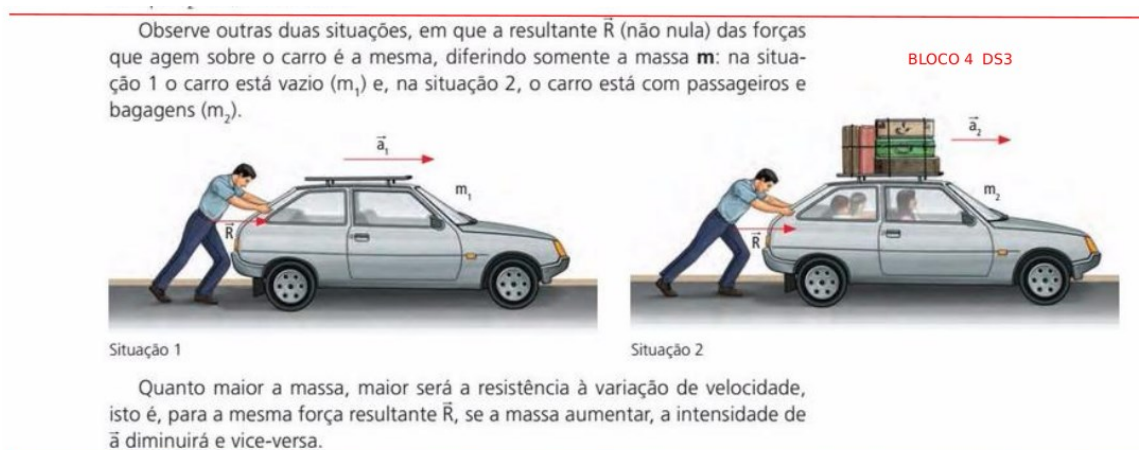 Observe outras duas situações, em que a resultante R⃗ (não nula) das forças
que agem sobre o carro é a mesma, diferindo somente a massa m: na situa-
ção 1 o carro está vazio (m₁) e, na situação 2, o carro está com passageiros e
bagagens (m₂).
BLOCO 4 DS3
a⃗₁
m₁
R⃗
a⃗₂
m₂
R⃗
Situação 1
Situação 2
Quanto maior a massa, maior será a resistência à variação de velocidade,
isto é, para a mesma força resultante R⃗, se a massa aumentar, a intensidade de
a⃗ diminuirá e vice-versa.